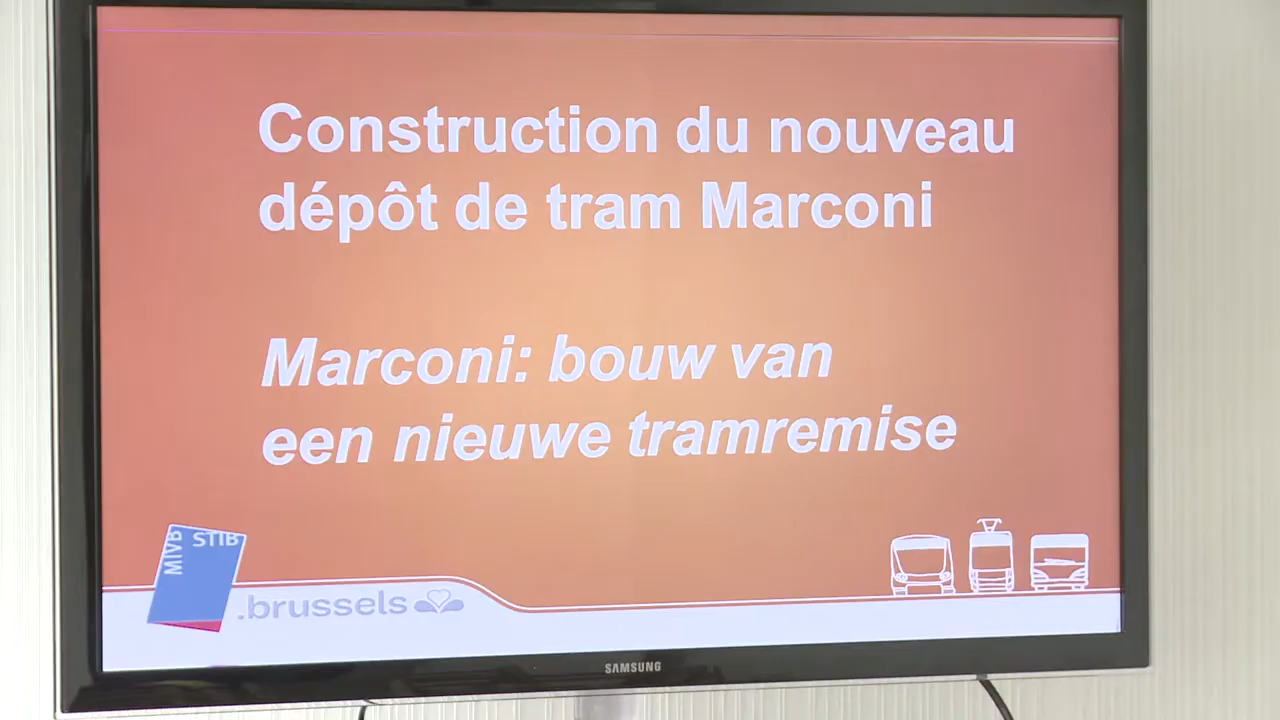 Construction du nouveau
dépôt de tram Marconi
Marconi: bouw van
een nieuwe tramremise
MIVB
STIB
.brussels
SAMSUNG